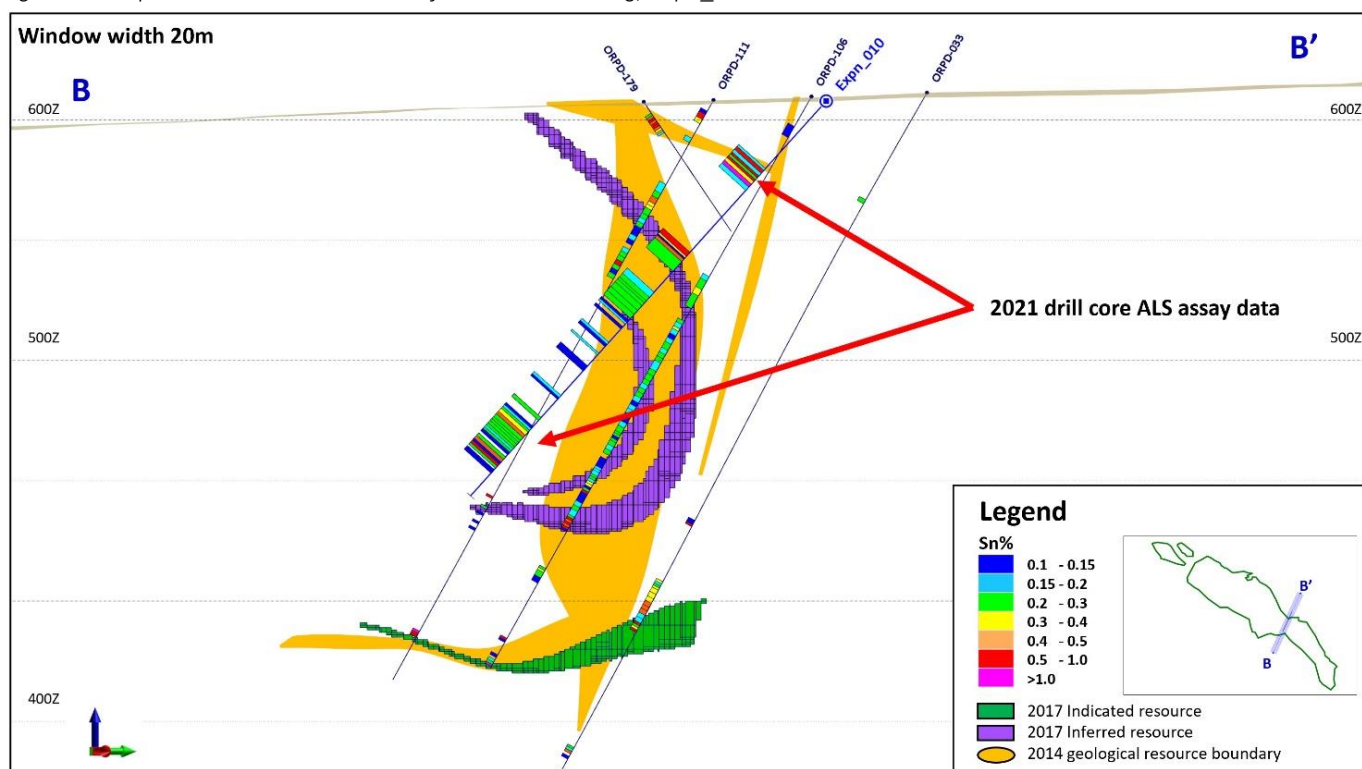 Window width 20m
B
B'
ORPD-179
ORPD-111
ORPD-106
Expn_010
ORPD-033
600Z
600Z
2021 drill core ALS assay data
500Z
500Z
400Z
Legend
Sn%
0.1 - 0.15
0.15 - 0.2
0.2 - 0.3
0.3 - 0.4
0.4 - 0.5
0.5 - 1.0
>1.0
2017 Indicated resource
2017 Inferred resource
2014 geological resource boundary
B'
B